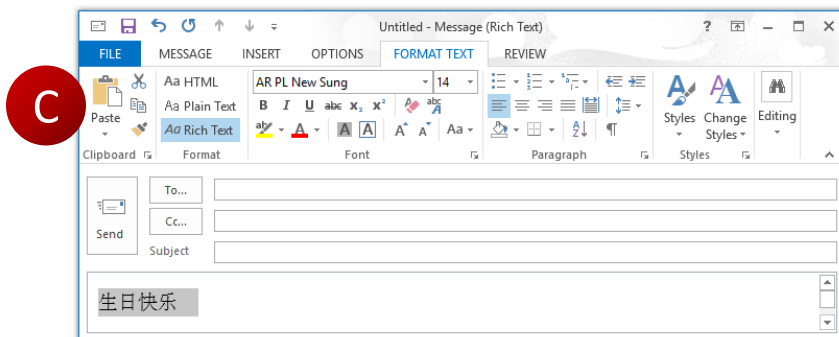 Untitled - Message (Rich Text)
FILE MESSAGE INSERT OPTIONS FORMAT TEXT REVIEW
C
Paste
Aa HTML
Aa Plain Text
Aa Rich Text
AR PL New Sung 14
B I U abc X₂ X²
Aa
Styles
Change Styles
Editing
Clipboard Format Font Paragraph Styles
Send
To...
Cc...
Subject
生日快乐